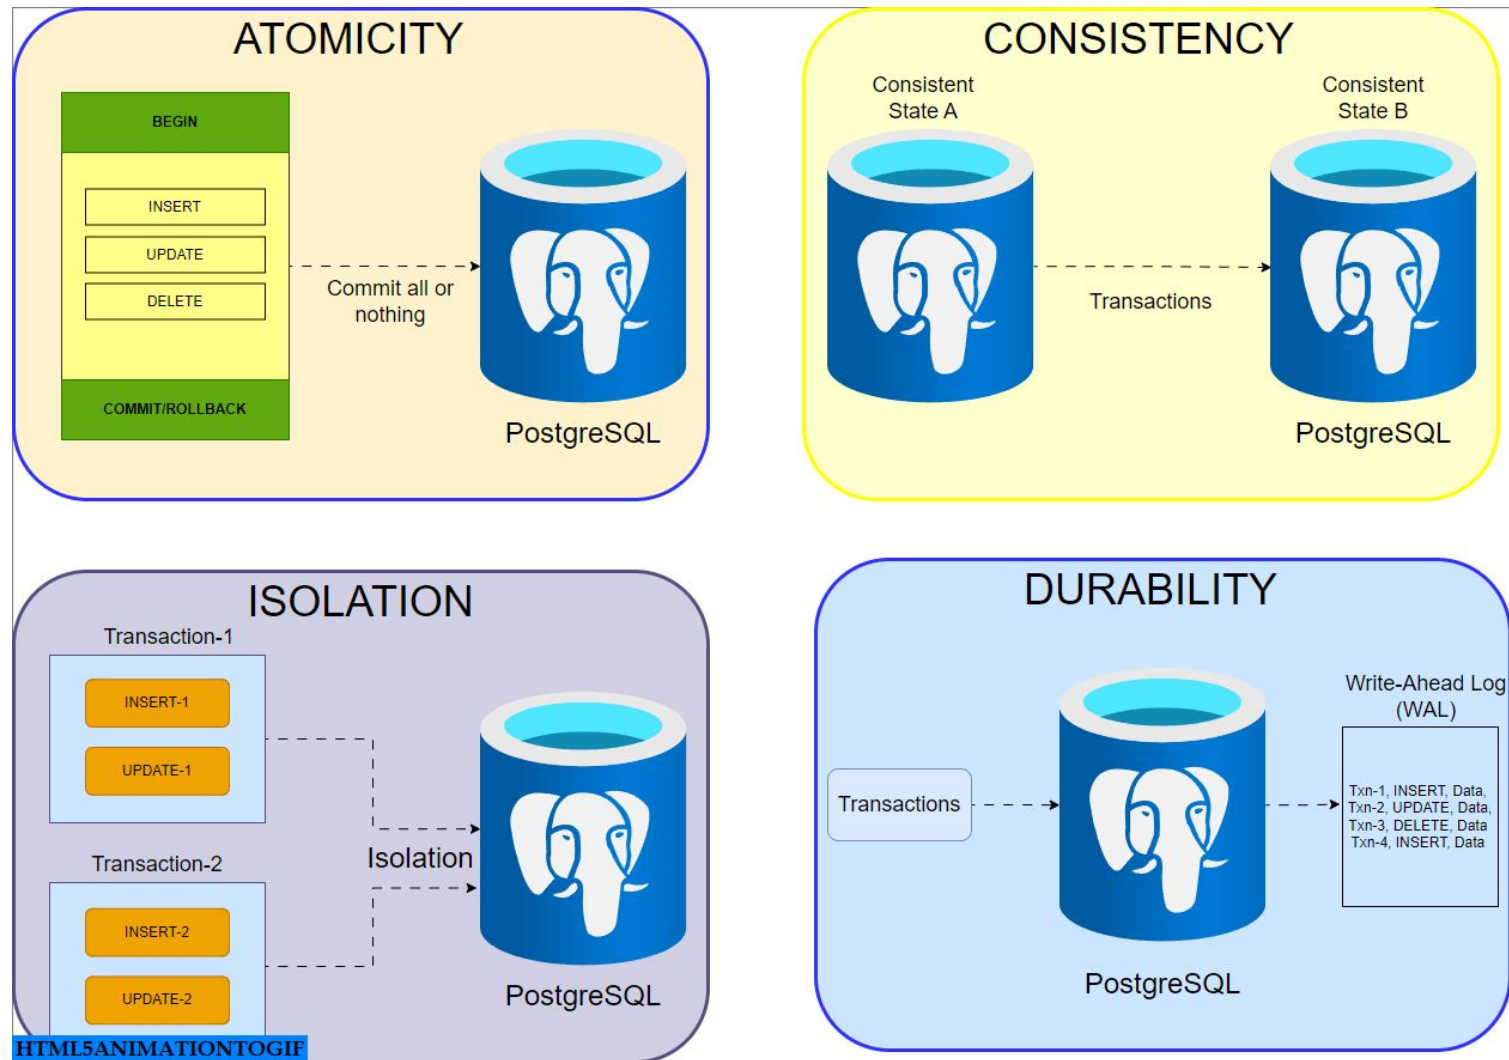 ATOMICITY
BEGIN
INSERT
UPDATE
DELETE
COMMIT/ROLLBACK
Commit all or
nothing
PostgreSQL
CONSISTENCY
Consistent
State A
Consistent
State B
Transactions
PostgreSQL
ISOLATION
Transaction-1
INSERT-1
UPDATE-1
Transaction-2
INSERT-2
UPDATE-2
Isolation
PostgreSQL
HTML5ANIMATIONTOGIF
DURABILITY
Transactions
PostgreSQL
Write-Ahead Log
(WAL)
Txn-1, INSERT, Data,
Txn-2, UPDATE, Data,
Txn-3, DELETE, Data
Txn-4, INSERT, Data